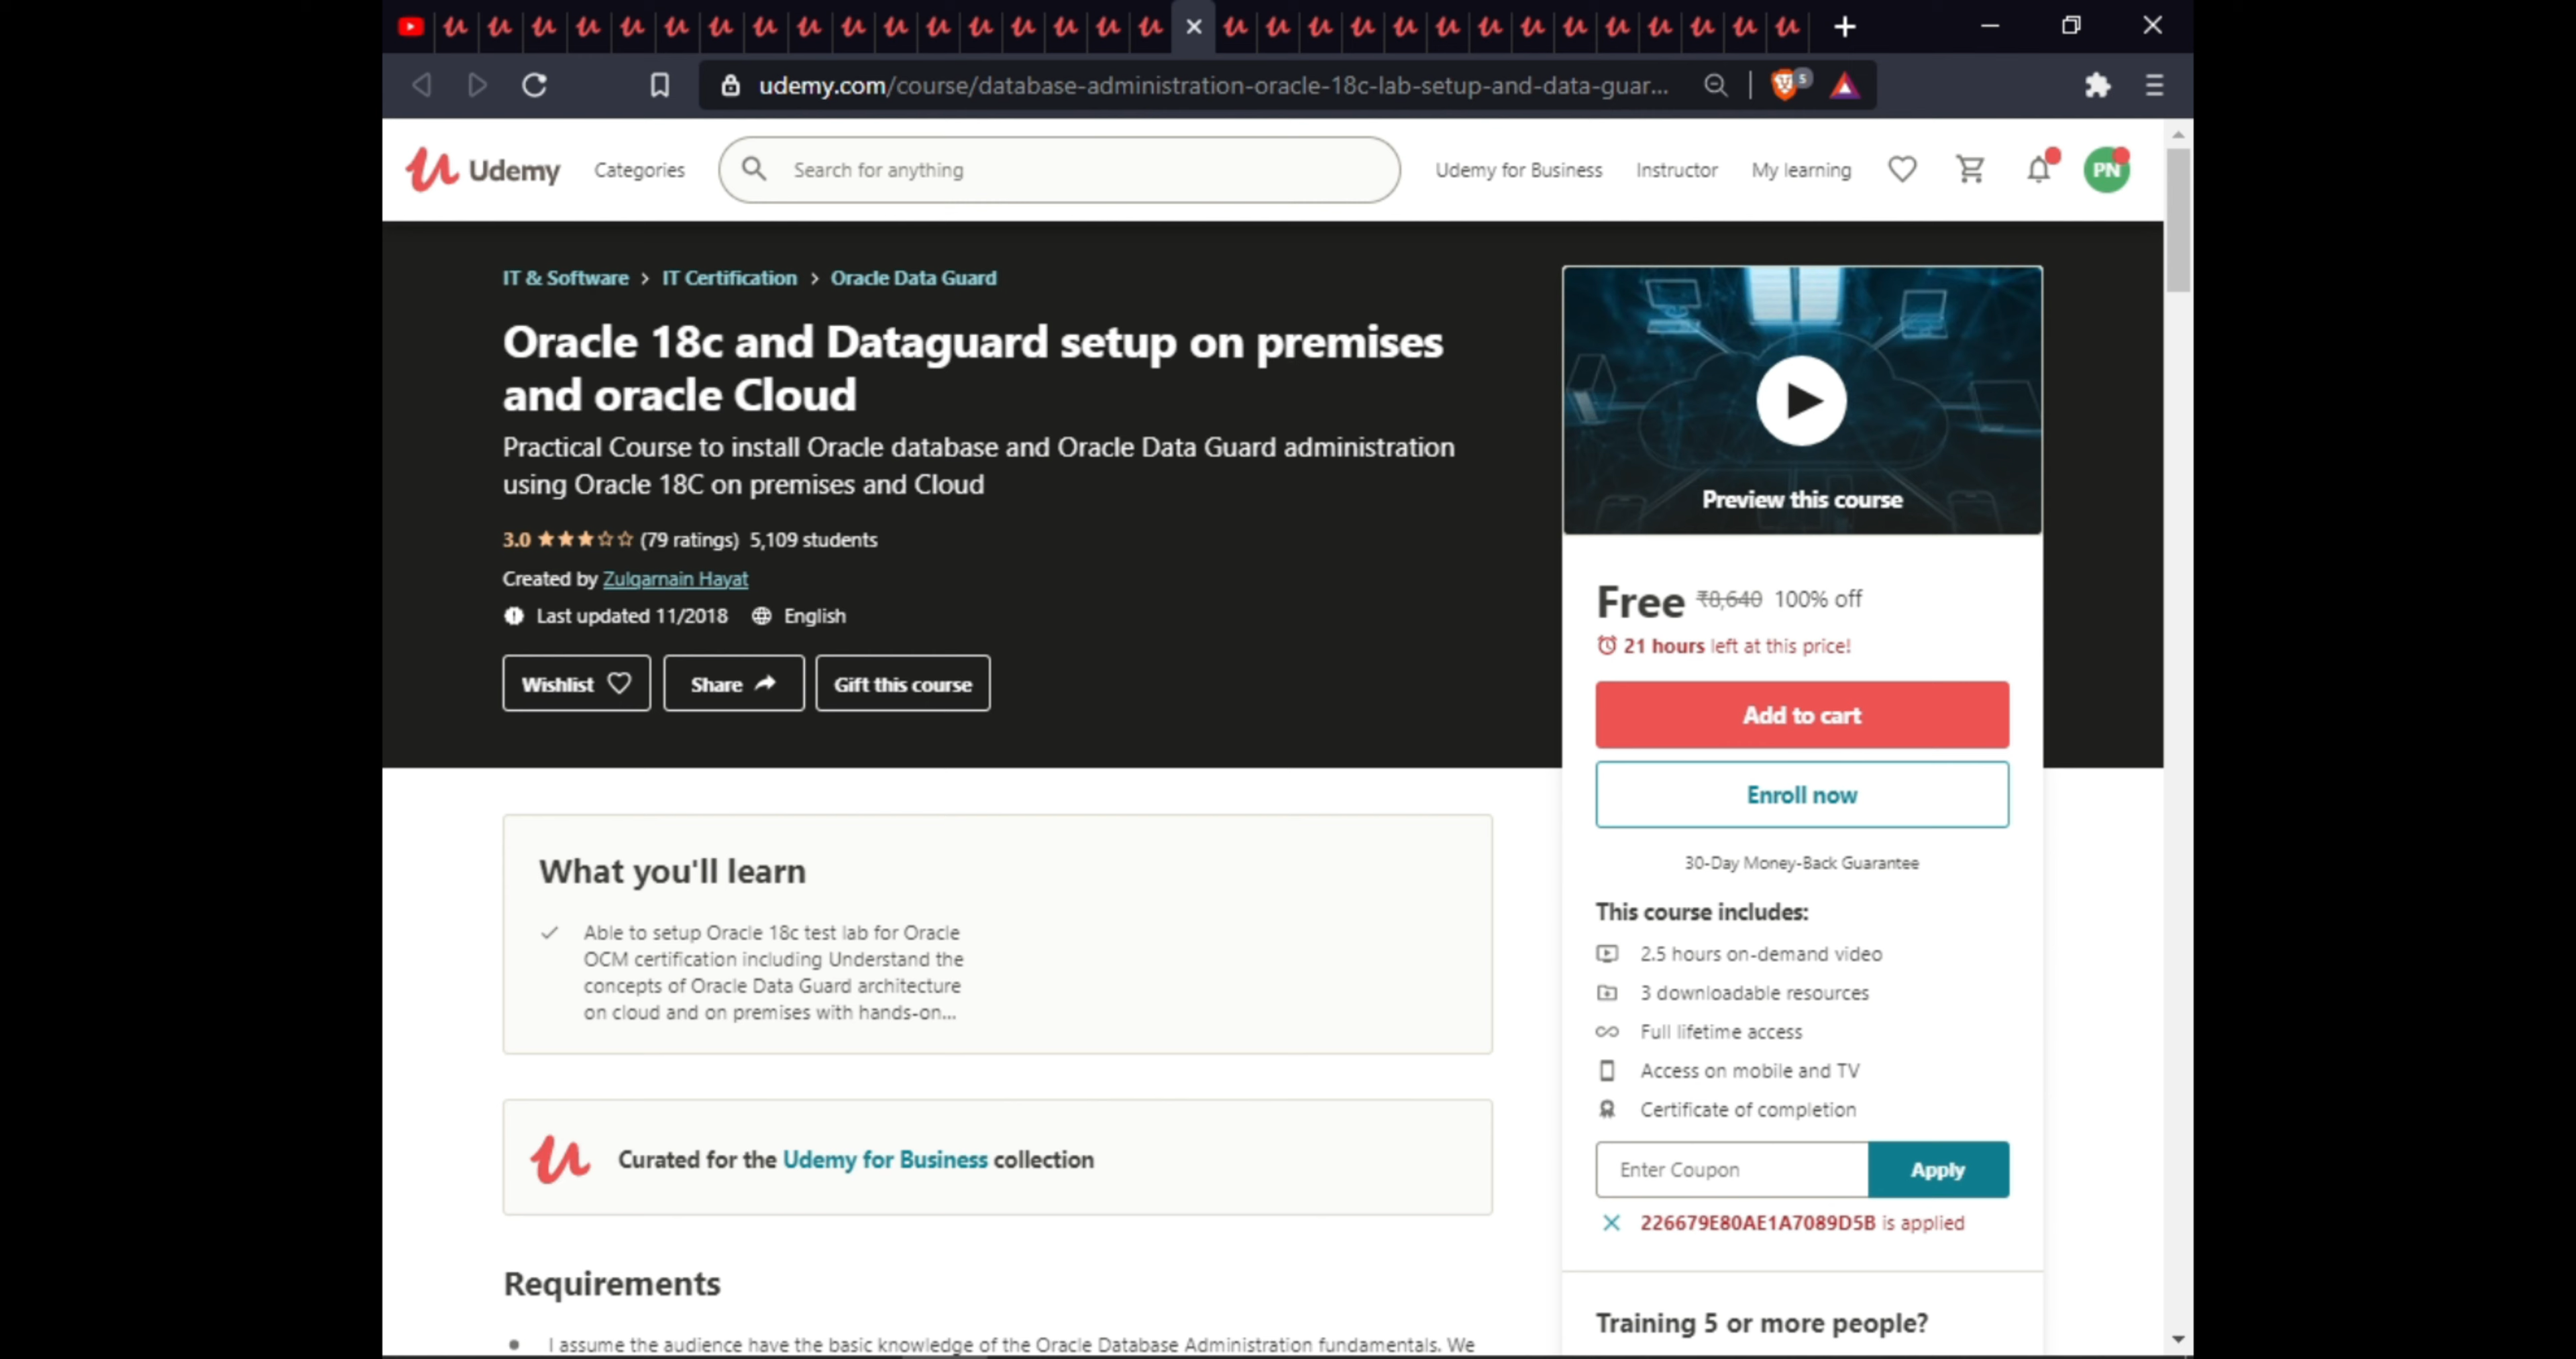 udemy.com/course/database-administration-oracle-18c-lab-setup-and-data-guar...
5
Udemy
Categories
Search for anything
Udemy for Business
Instructor
My learning
PN
IT & Software > IT Certification > Oracle Data Guard
Oracle 18c and Dataguard setup on premises
and oracle Cloud
Practical Course to install Oracle database and Oracle Data Guard administration
using Oracle 18C on premises and Cloud
3.0 (79 ratings) 5,109 students
Created by Zulqarnain Hayat
Last updated 11/2018 English
Wishlist
Share
Gift this course
Preview this course
Free ₹8,640 100% off
21 hours left at this price!
Add to cart
Enroll now
30-Day Money-Back Guarantee
This course includes:
2.5 hours on-demand video
3 downloadable resources
Full lifetime access
Access on mobile and TV
Certificate of completion
Enter Coupon
Apply
226679E80AE1A7089D5B is applied
Training 5 or more people?
What you'll learn
Able to setup Oracle 18c test lab for Oracle
OCM certification including Understand the
concepts of Oracle Data Guard architecture
on cloud and on premises with hands-on...
Curated for the Udemy for Business collection
Requirements
I assume the audience have the basic knowledge of the Oracle Database Administration fundamentals. We